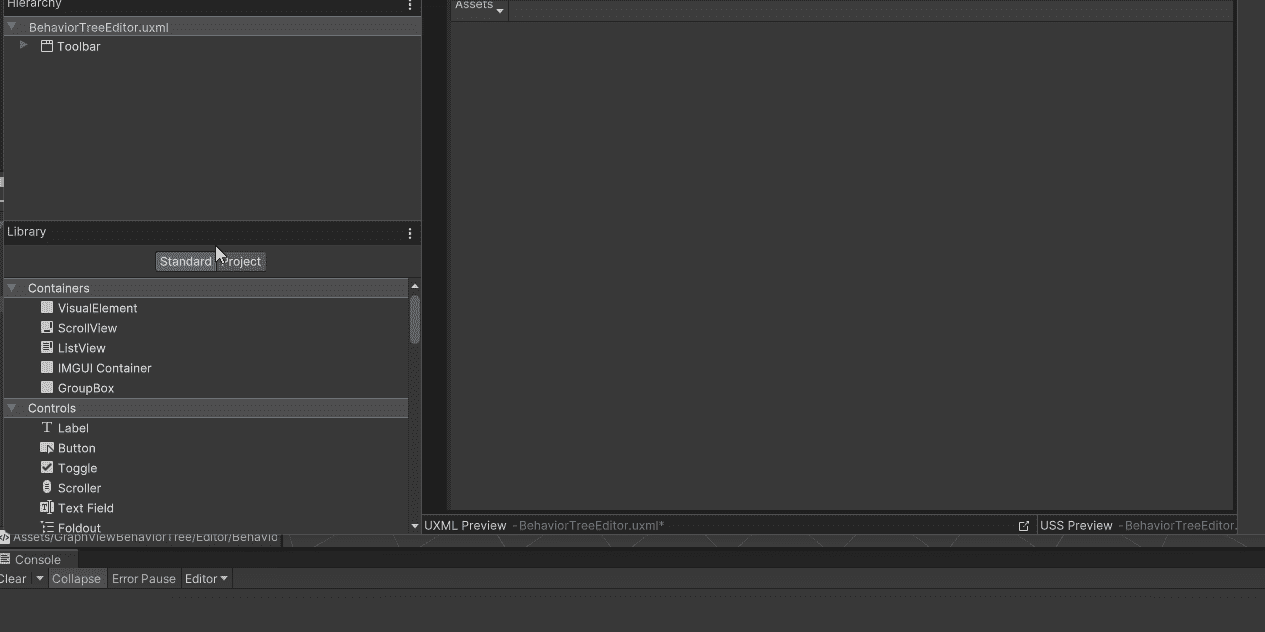 Hierarchy
BehaviorTreeEditor.uxml
Toolbar
Library
Standard
Project
Containers
VisualElement
ScrollView
ListView
IMGUI Container
GroupBox
Controls
Label
Button
Toggle
Scroller
Text Field
Foldout
Assets
UXML Preview - BehaviorTreeEditor.uxml*
USS Preview - BehaviorTreeEditor.
Assets/GraphViewBehaviorTree/Editor/Behavio
Console
Clear
Collapse
Error Pause
Editor